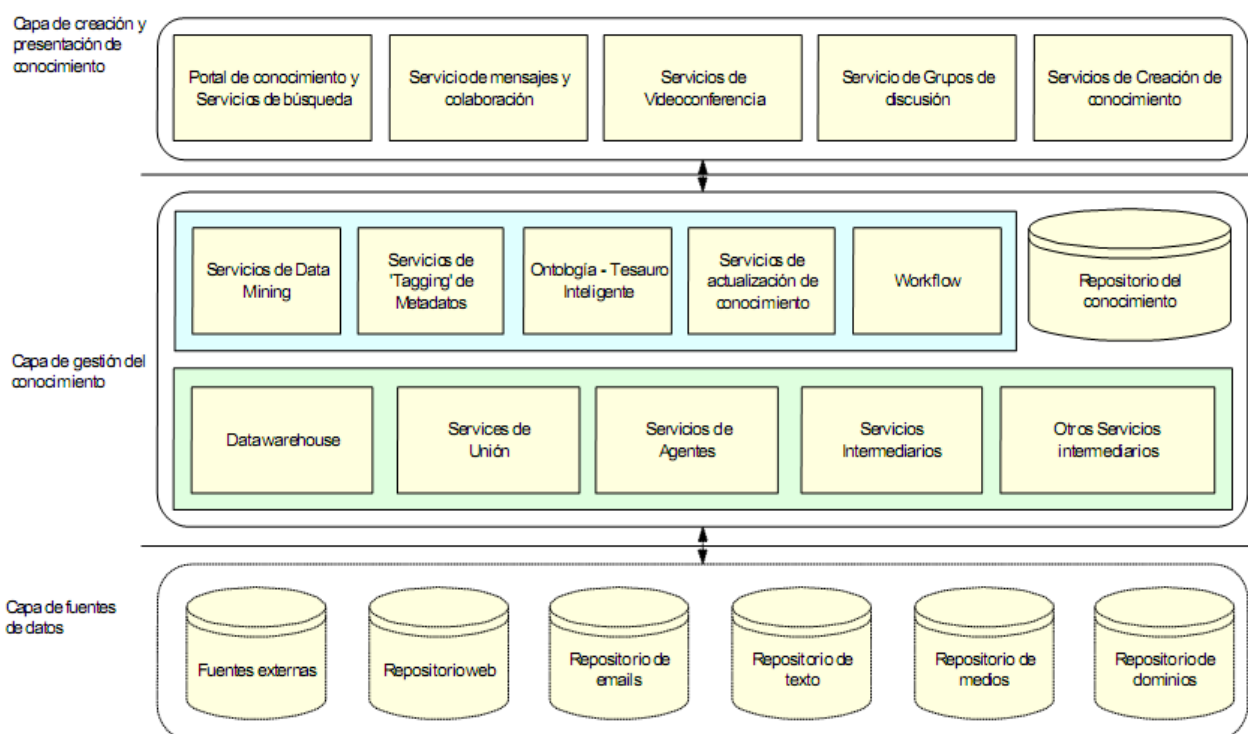 Capa de creación y
presentación de
conocimiento
Portal de conocimiento y
Servicios de búsqueda
Servicio de mensajes y
colaboración
Servicios de
Videoconferencia
Servicio de Grupos de
discusión
Servicios de Creación de
conocimiento
Capa de gestión del
conocimiento
Servicios de Data
Mining
Servicios de
'Tagging' de
Metadatos
Ontología - Tesauro
Inteligente
Servicios de
actualización de
conocimiento
Workflow
Repositorio del
conocimiento
Datawarehouse
Services de
Unión
Servicios de
Agentes
Servicios
Intermediarios
Otros Servicios
intermediarios
Capa de fuentes
de datos
Fuentes externas
Repositorio web
Repositorio de
emails
Repositorio de
texto
Repositorio de
medios
Repositorio de
dominios